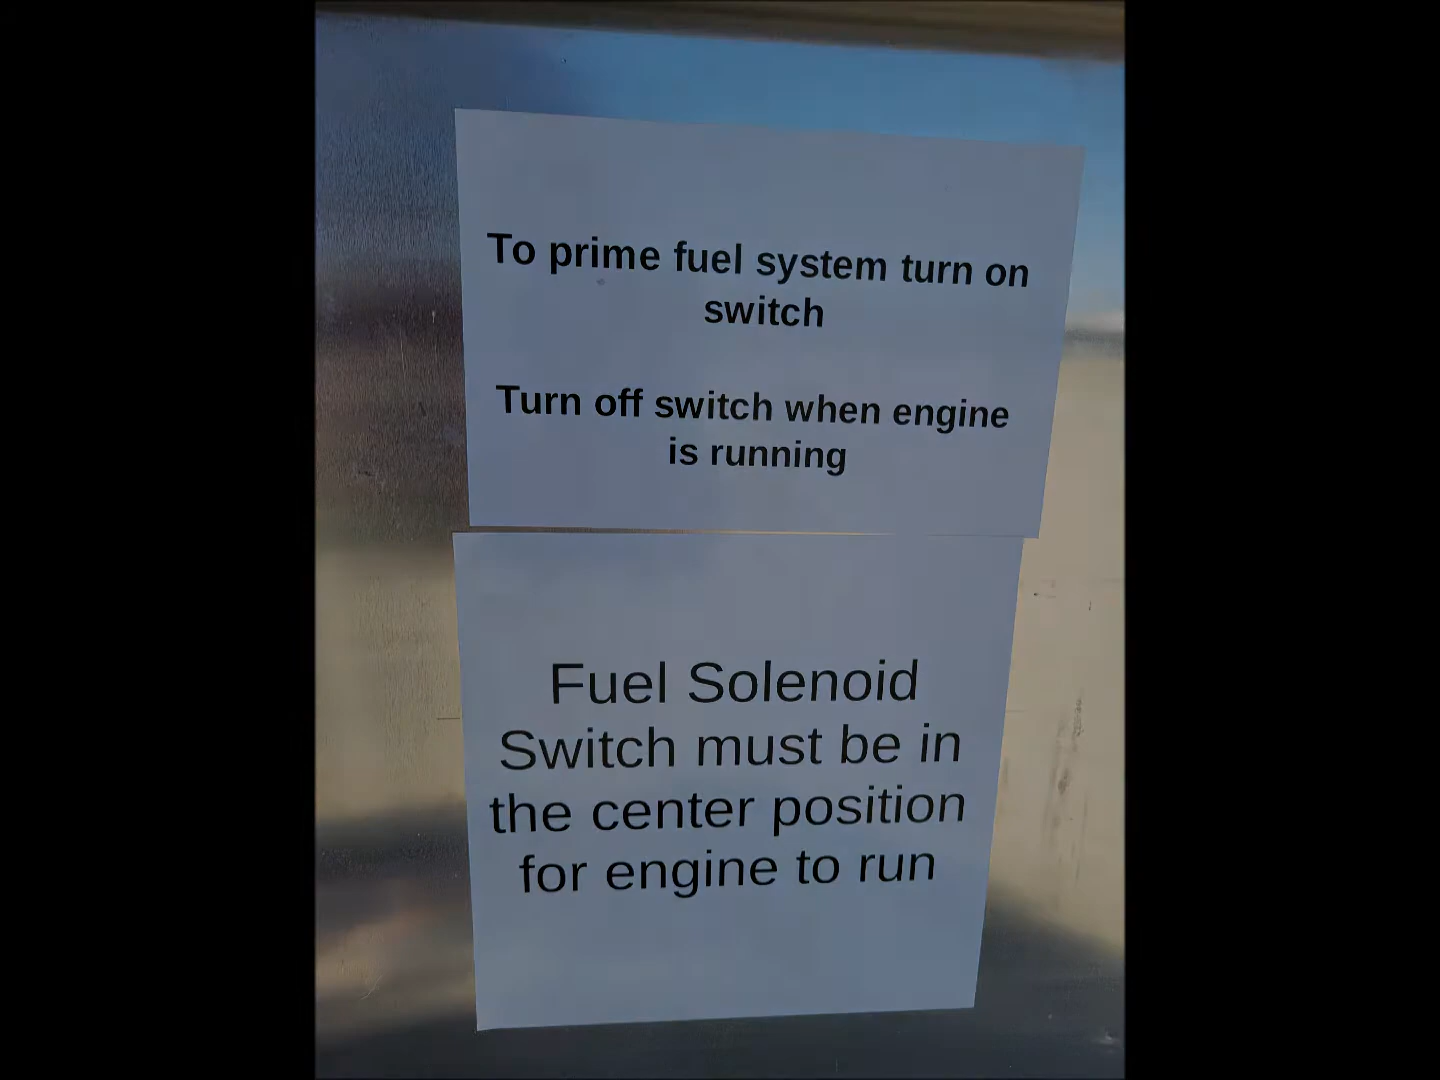 To prime fuel system turn on
switch
Turn off switch when engine
is running
Fuel Solenoid
Switch must be in
the center position
for engine to run